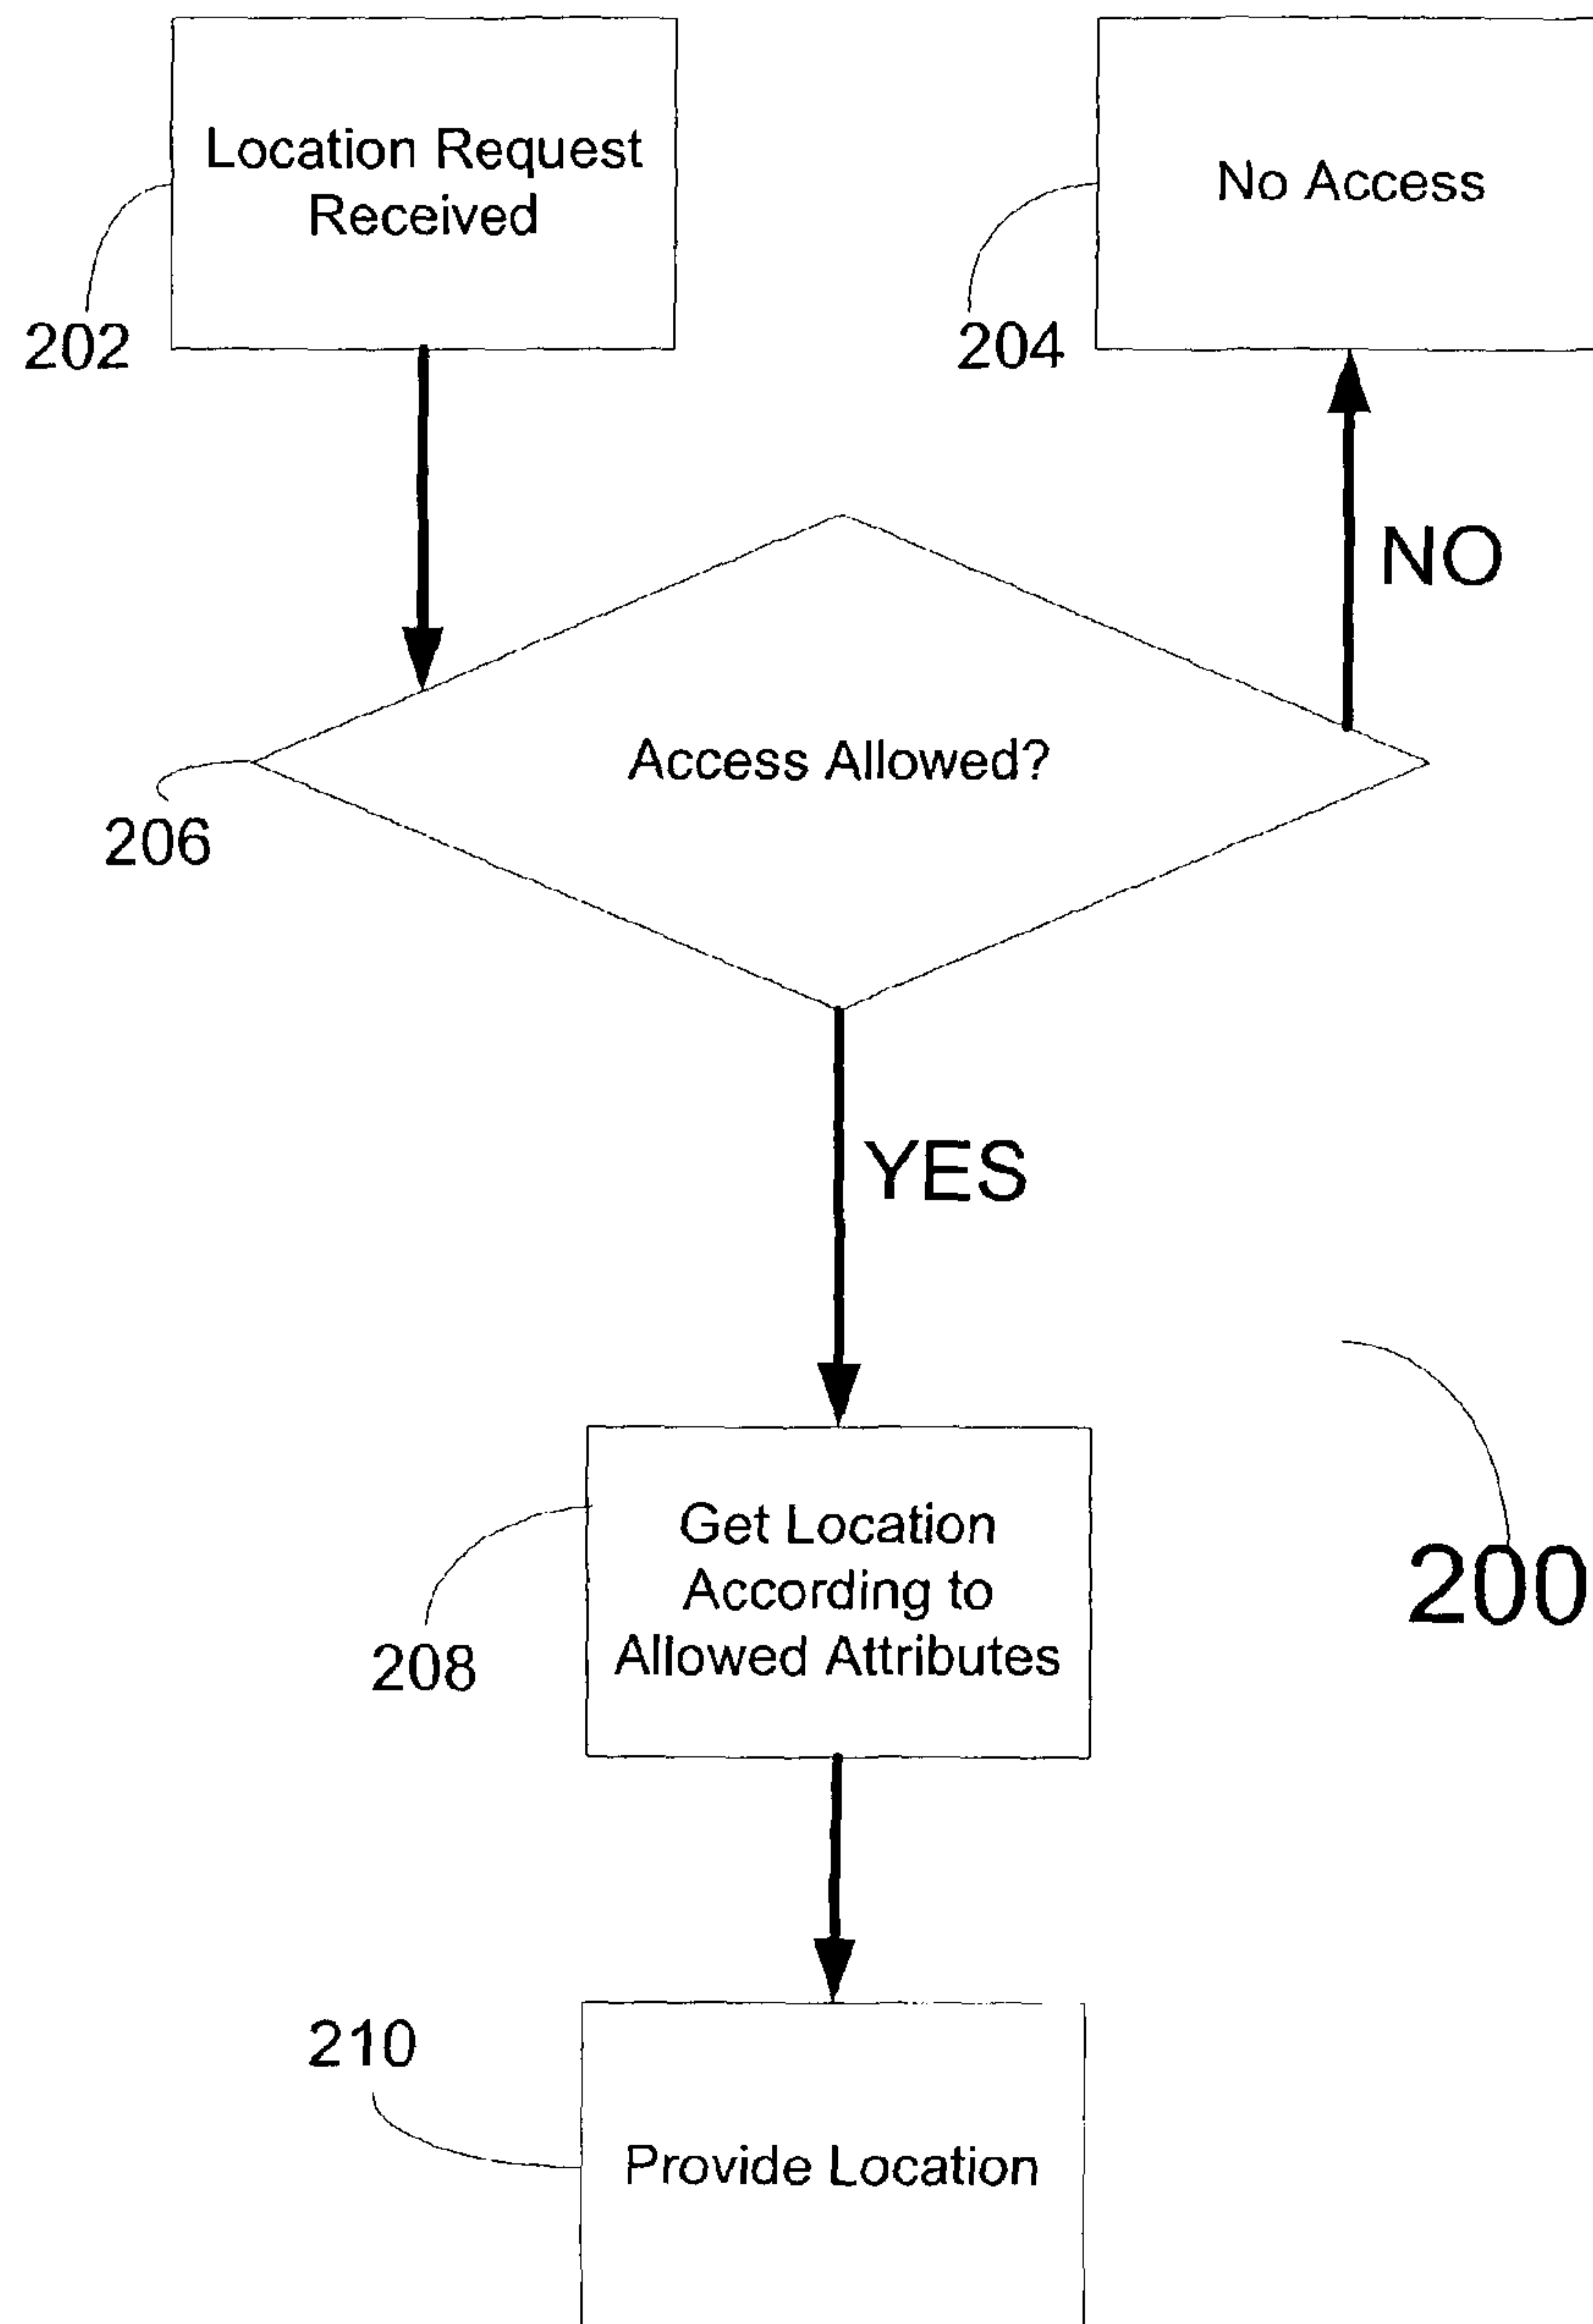 Location Request
Received
No Access
202
204
NO
Access Allowed?
206
YES
Get Location
According to
Allowed Attributes
208
200
210
Provide Location